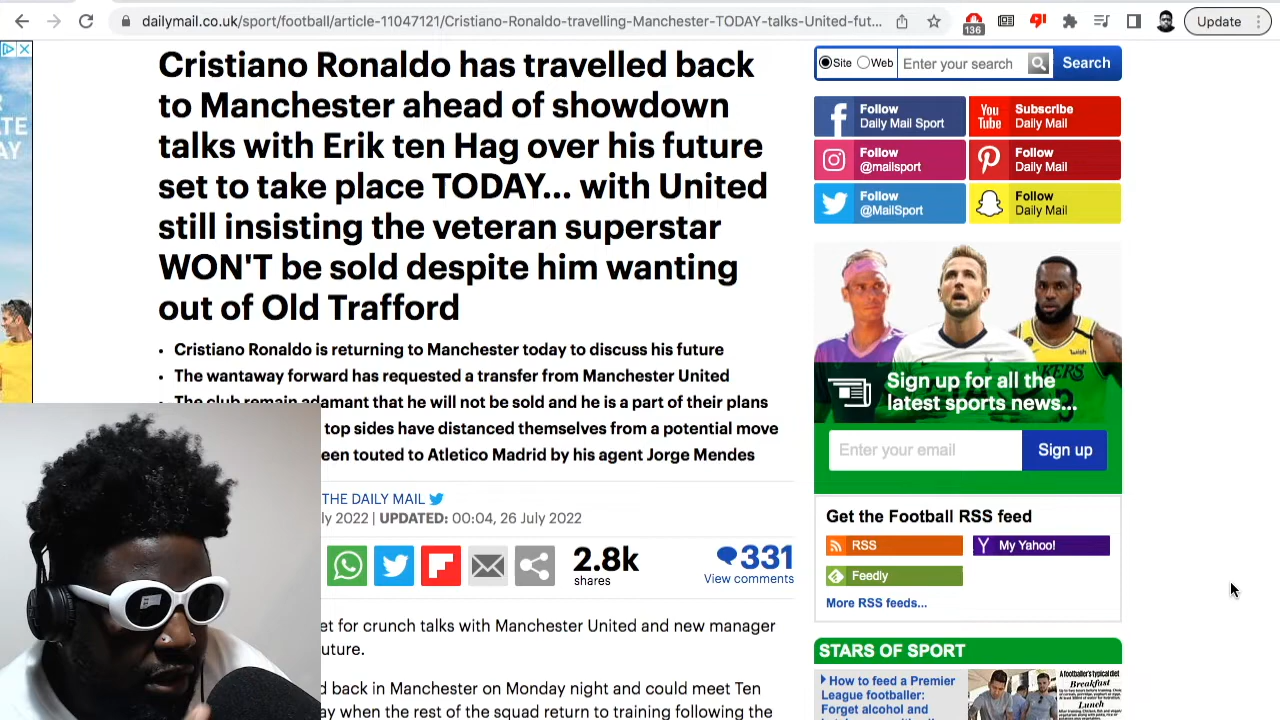 dailymail.co.uk/sport/football/article-11047121/Cristiano-Ronaldo-travelling-Manchester-TODAY-talks-United-fut...
136
Update
Cristiano Ronaldo has travelled back
to Manchester ahead of showdown
talks with Erik ten Hag over his future
set to take place TODAY... with United
still insisting the veteran superstar
WON'T be sold despite him wanting
out of Old Trafford
• Cristiano Ronaldo is returning to Manchester today to discuss his future
• The wantaway forward has requested a transfer from Manchester United
• The club remain adamant that he will not be sold and he is a part of their plans
top sides have distanced themselves from a potential move
een touted to Atletico Madrid by his agent Jorge Mendes
THE DAILY MAIL
ly 2022 | UPDATED: 00:04, 26 July 2022
2.8k
shares
331
View comments
et for crunch talks with Manchester United and new manager
uture.
d back in Manchester on Monday night and could meet Ten
rest of the squad return to training following the
Site Web Enter your search Search
Follow
Daily Mail Sport
You Tube
Subscribe
Daily Mail
Follow
@mailsport
Follow
Daily Mail
Follow
@MailSport
Follow
Daily Mail
Twitch
KERS
Sign up for all the
latest sports news...
Enter your email Sign up
Get the Football RSS feed
RSS
My Yahoo!
Feedly
More RSS feeds...
STARS OF SPORT
How to feed a Premier
League footballer:
Forget alcohol and
A footballer's typical diet
Breakfast
Lunch